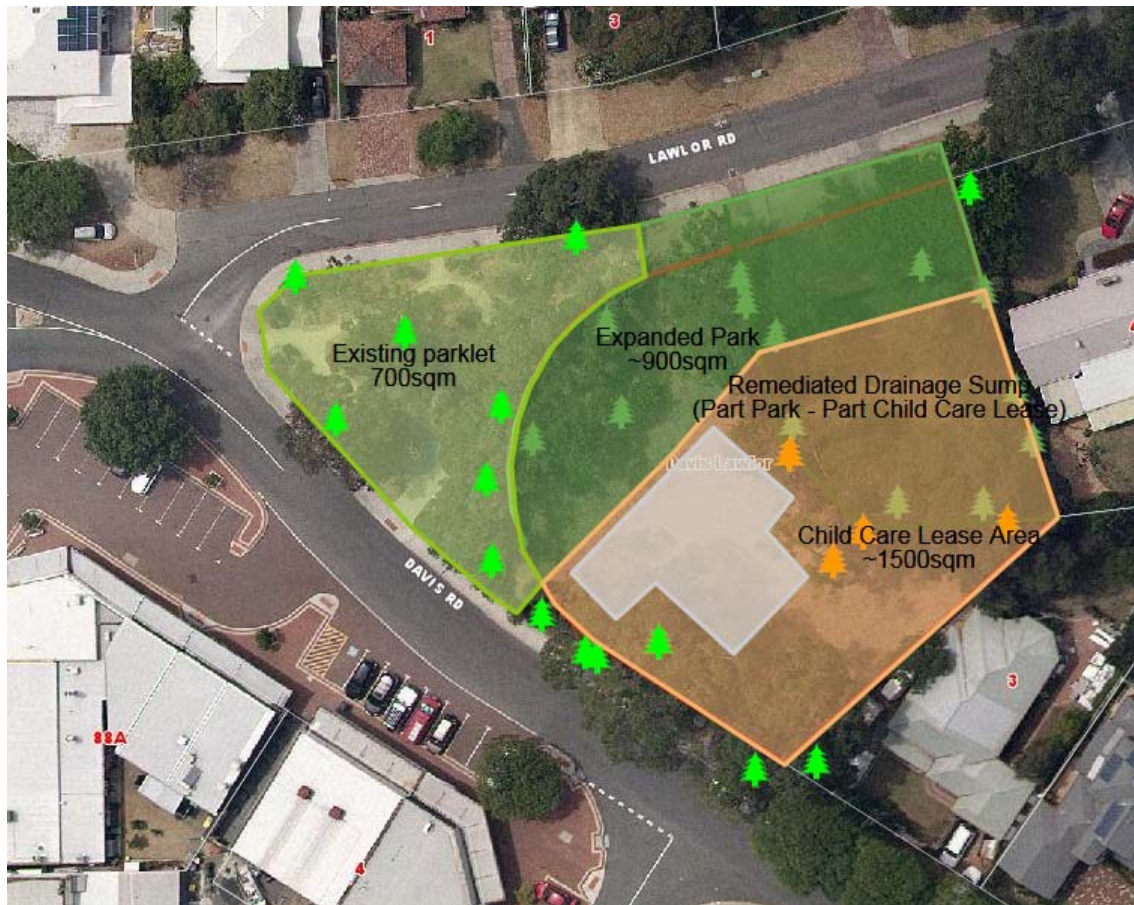 1
3
LAWLOR RD
Existing parklet
700sqm
Expanded Park
~900sqm
Remediated Drainage Sump
(Part Park - Part Child Care Lease)
Davis Lawlor
Child Care Lease Area
~1500sqm
DAVIS RD
3
88A
4